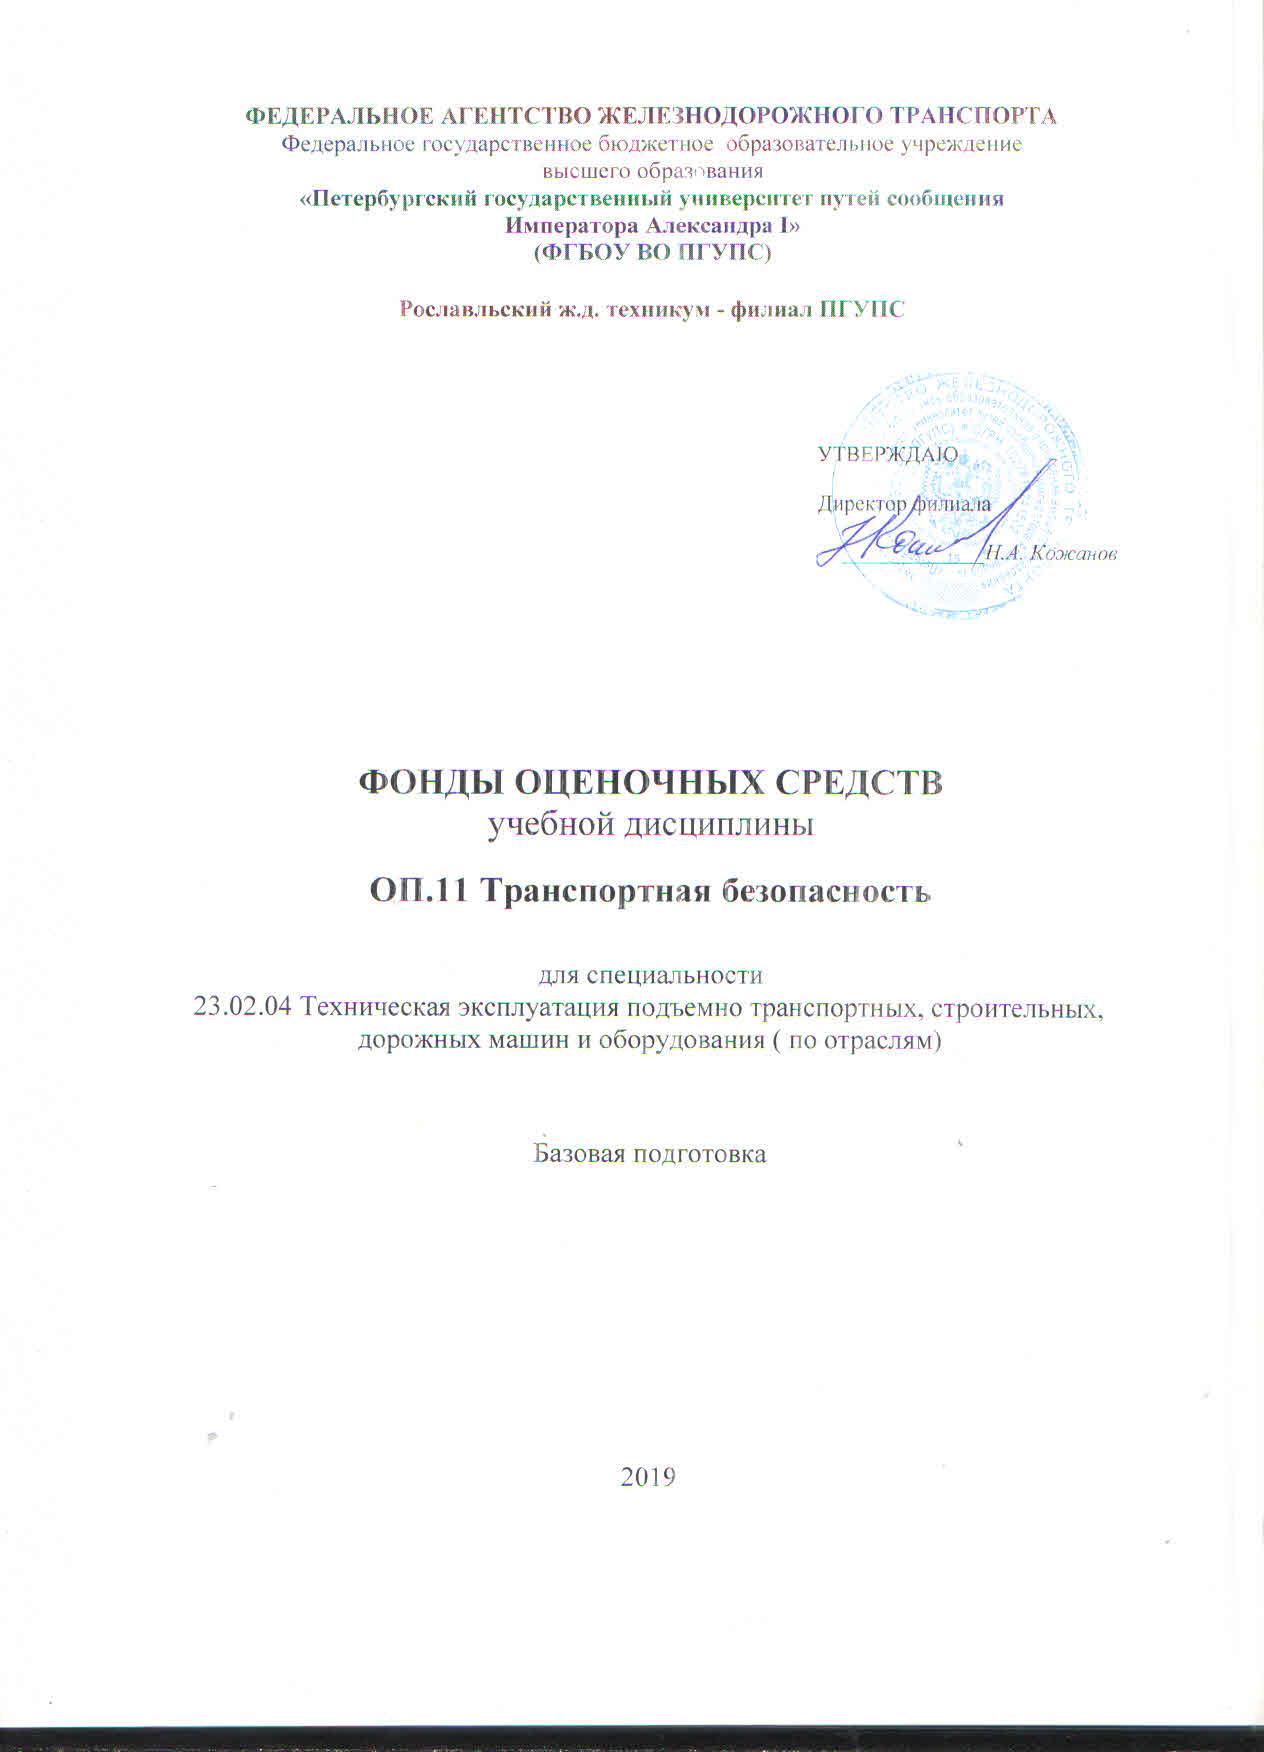 ФЕДЕРАЛЬНОЕ АГЕНТСТВО ЖЕЛЕЗНОДОРОЖНОГО ТРАНСПОРТА
Федеральное государственное бюджетное образовательное учреждение
высшего образования
«Петербургский государственный университет путей сообщения
Императора Александра I»
(ФГБОУ ВО ПГУПС)
Рославльский ж.д. техникум - филиал ПГУПС
УТВЕРЖДАЮ
Директор филиала
Н.А. Кожанов
ФОНДЫ ОЦЕНОЧНЫХ СРЕДСТВ
учебной дисциплины
ОП.11 Транспортная безопасность
для специальности
23.02.04 Техническая эксплуатация подъемно транспортных, строительных,
дорожных машин и оборудования ( по отраслям)
Базовая подготовка
2019